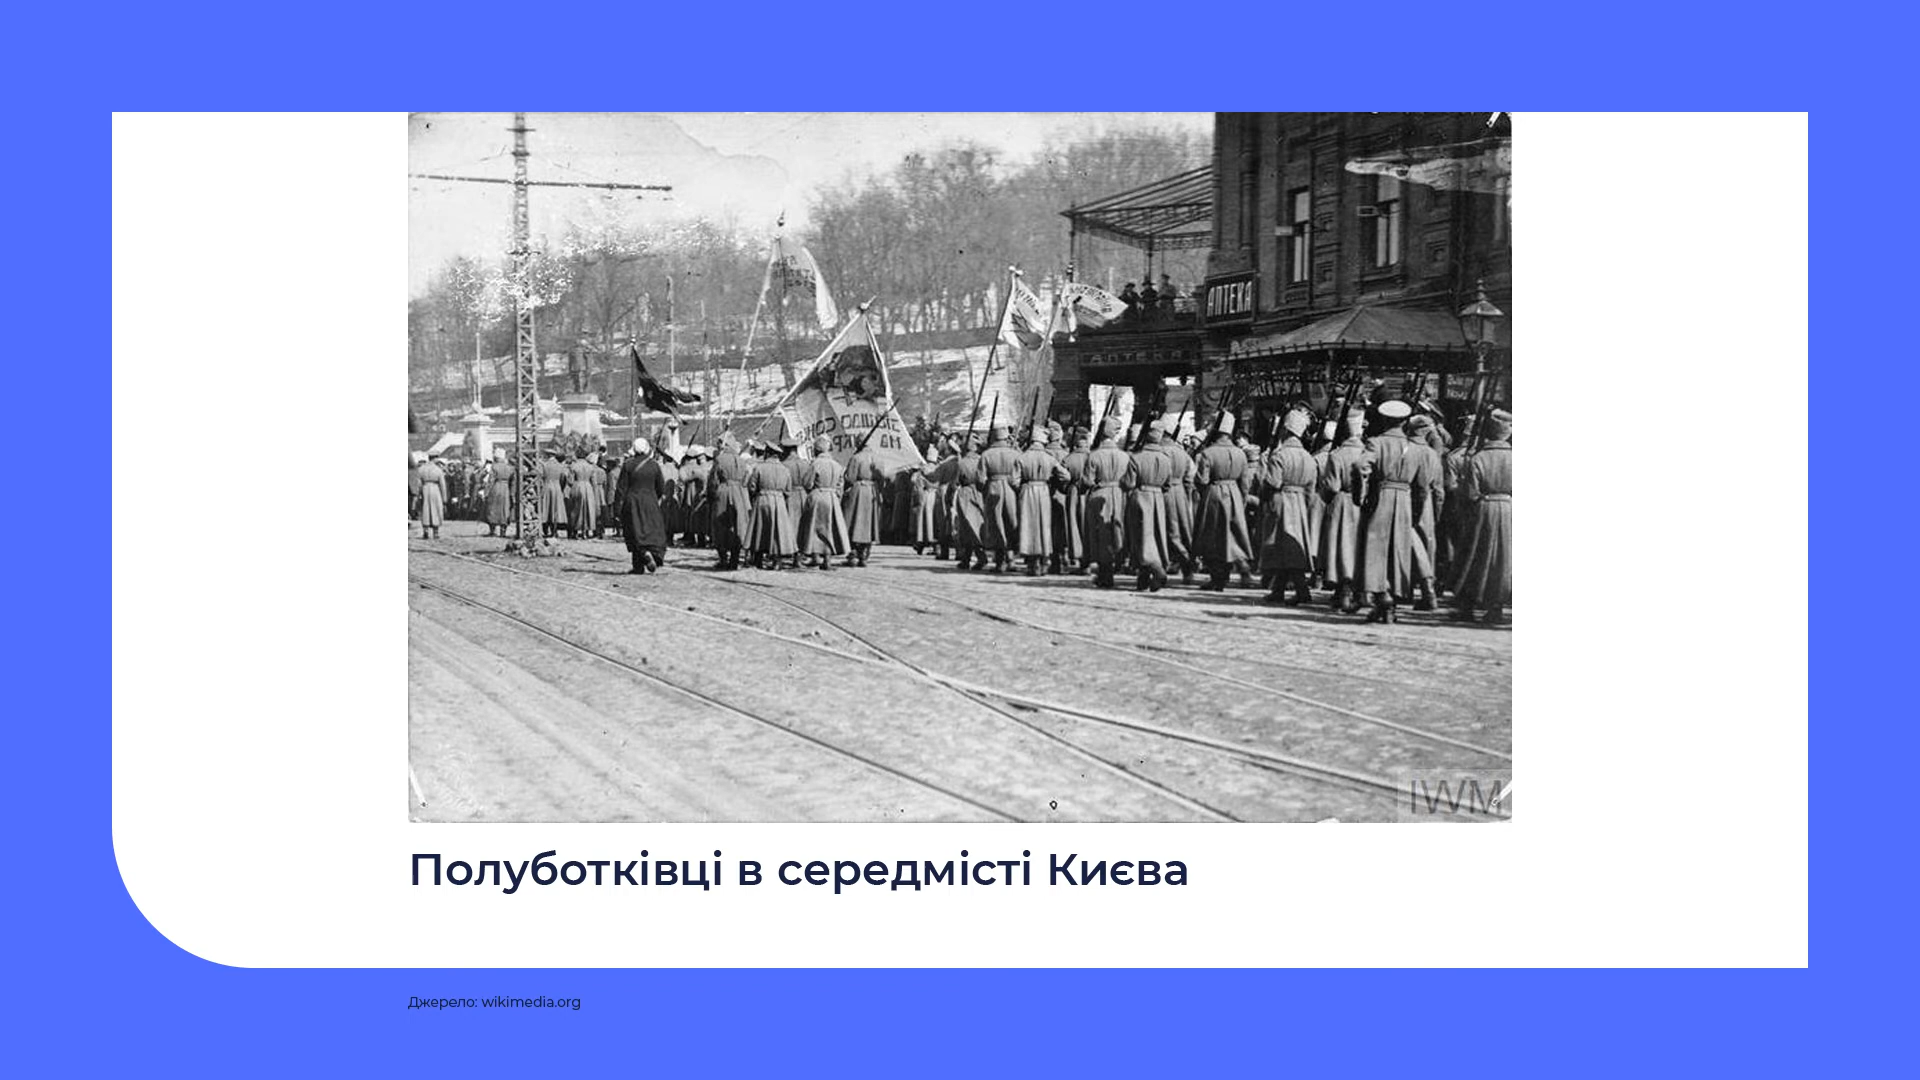 АПТЕКА
АПТЕКА
IWM
Полуботківці в середмісті Києва
Джерело: wikimedia.org